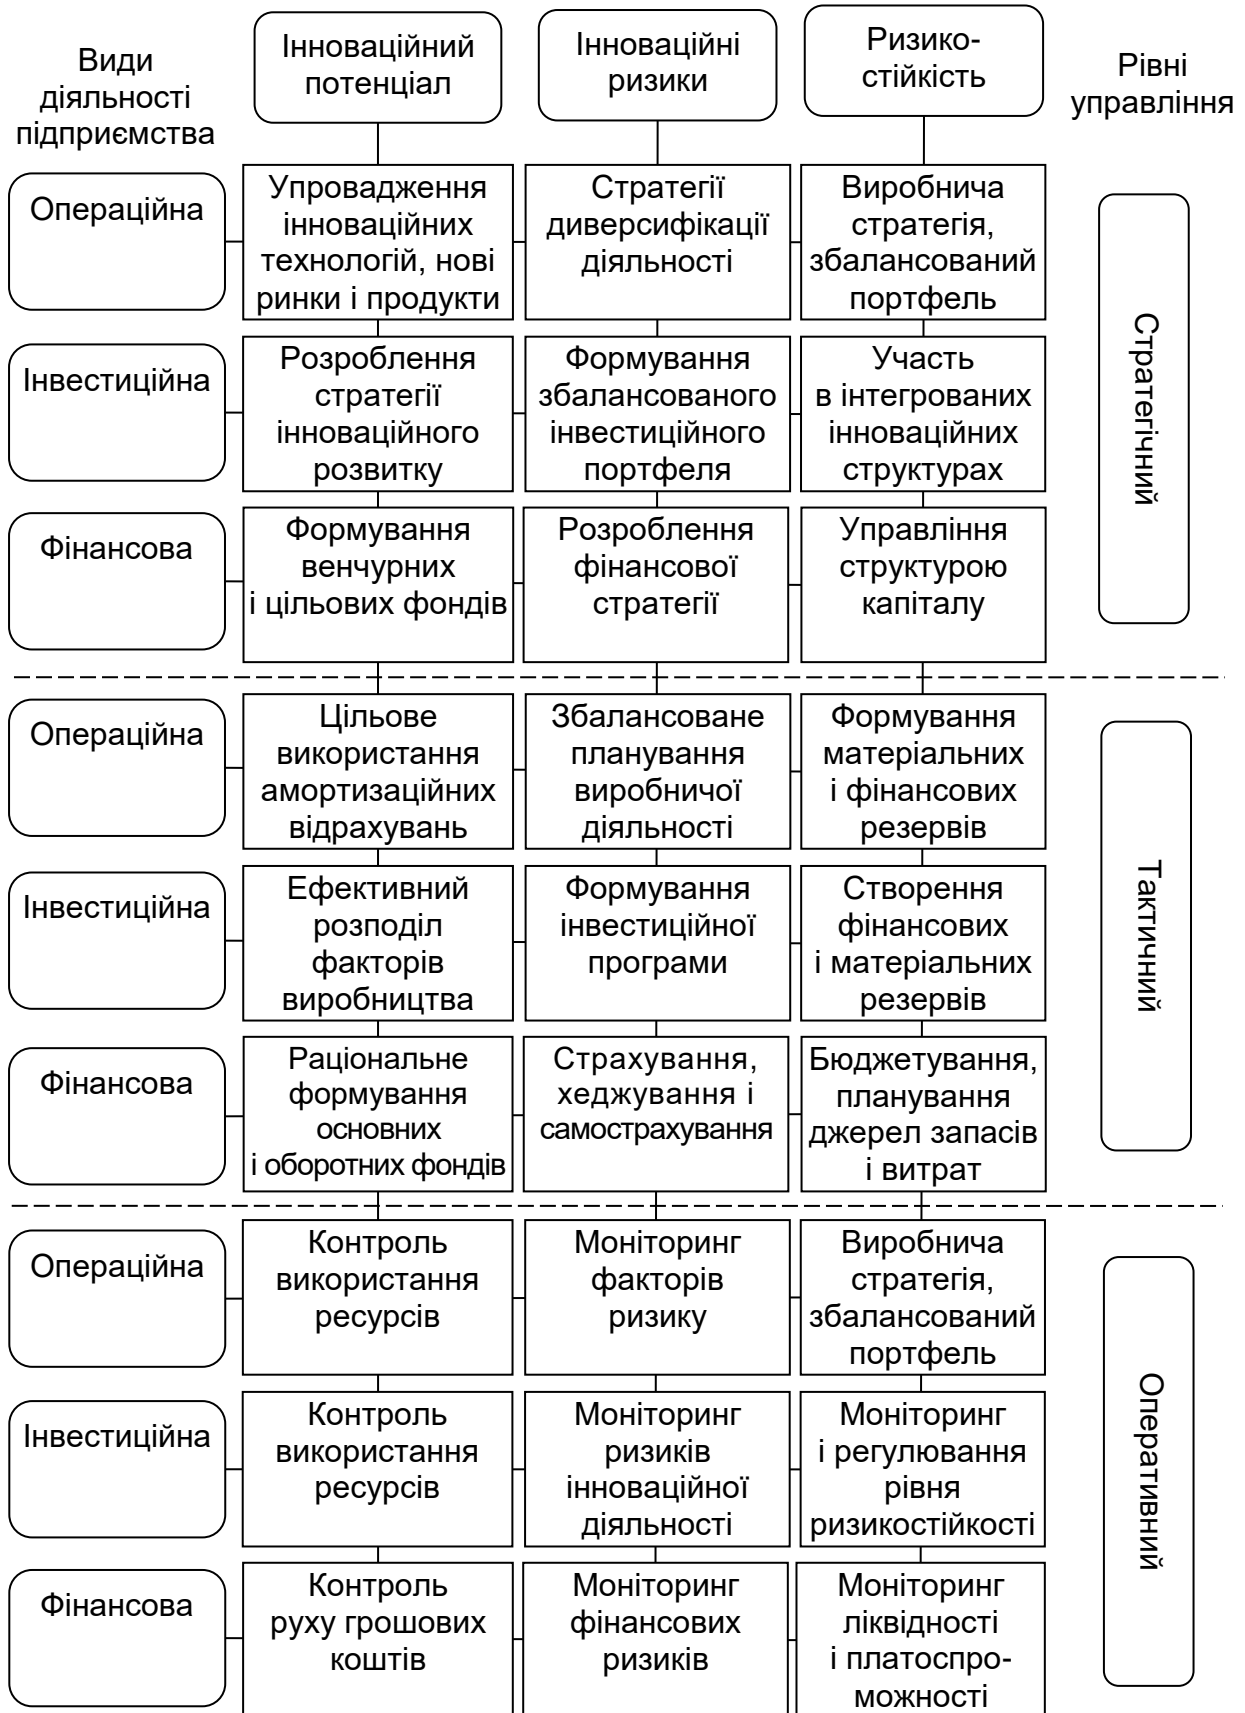 Види
діяльності
підприємства
Інноваційний
потенціал
Інноваційні
ризики
Ризико-
стійкість
Рівні
управління
Операційна
Упровадження
інноваційних
технологій, нові
ринки і продукти
Стратегії
диверсифікації
діяльності
Виробнича
стратегія,
збалансований
портфель
Стратегічний
Інвестиційна
Розроблення
стратегії
інноваційного
розвитку
Формування
збалансованого
інвестиційного
портфеля
Участь
в інтегрованих
інноваційних
структурах
Фінансова
Формування
венчурних
і цільових фондів
Розроблення
фінансової
стратегії
Управління
структурою
капіталу
Операційна
Цільове
використання
амортизаційних
відрахувань
Збалансоване
планування
виробничої
діяльності
Формування
матеріальних
і фінансових
резервів
Тактичний
Інвестиційна
Ефективний
розподіл
факторів
виробництва
Формування
інвестиційної
програми
Створення
фінансових
і матеріальних
резервів
Фінансова
Раціональне
формування
основних
і оборотних фондів
Страхування,
хеджування і
самострахування
Бюджетування,
планування
джерел запасів
і витрат
Операційна
Контроль
використання
ресурсів
Моніторинг
факторів
ризику
Виробнича
стратегія,
збалансований
портфель
Оперативний
Інвестиційна
Контроль
використання
ресурсів
Моніторинг
ризиків
інноваційної
діяльності
Моніторинг
і регулювання
рівня
ризикостійкості
Фінансова
Контроль
руху грошових
коштів
Моніторинг
фінансових
ризиків
Моніторинг
ліквідності
і платоспро-
можності